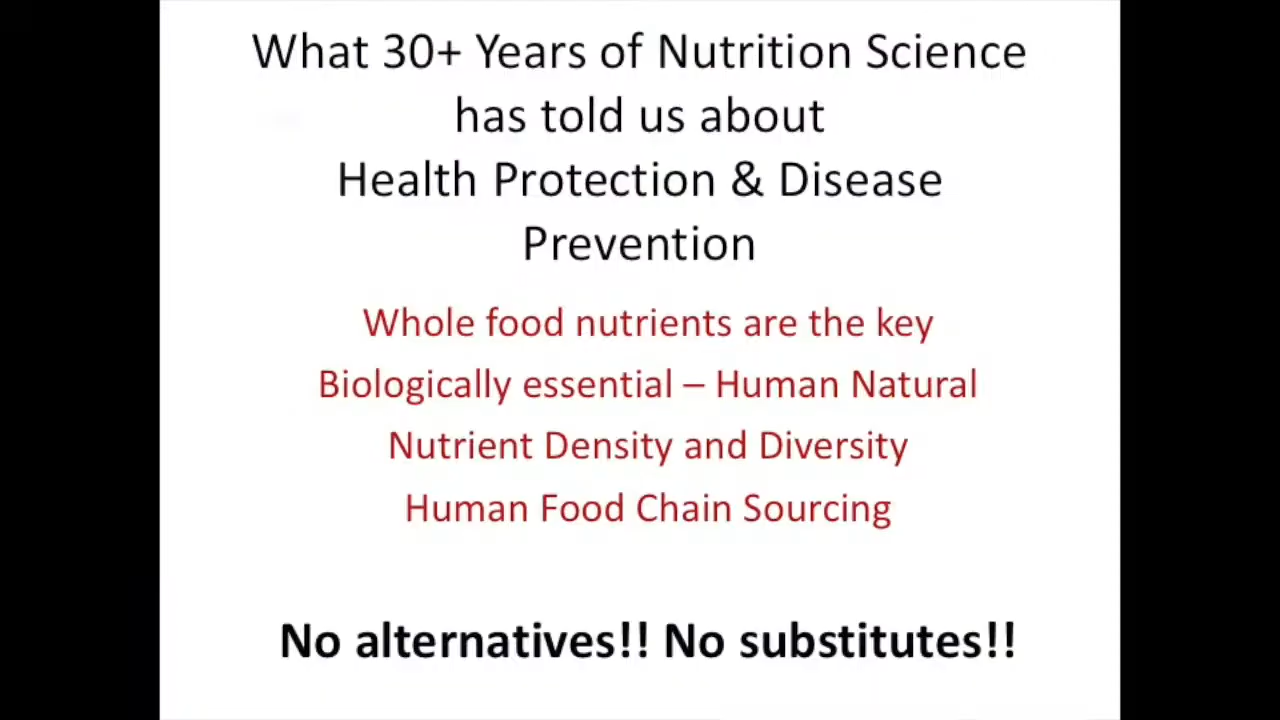 What 30+ Years of Nutrition Science
has told us about
Health Protection & Disease
Prevention
Whole food nutrients are the key
Biologically essential – Human Natural
Nutrient Density and Diversity
Human Food Chain Sourcing
No alternatives!! No substitutes!!